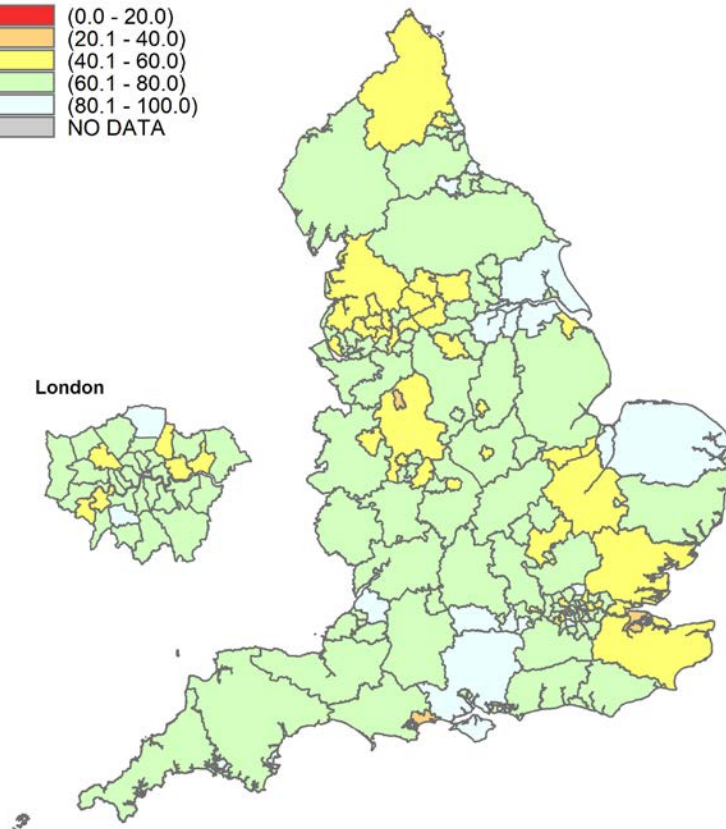 (0.0 - 20.0)
(20.1 - 40.0)
(40.1 - 60.0)
(60.1 - 80.0)
(80.1 - 100.0)
NO DATA
London